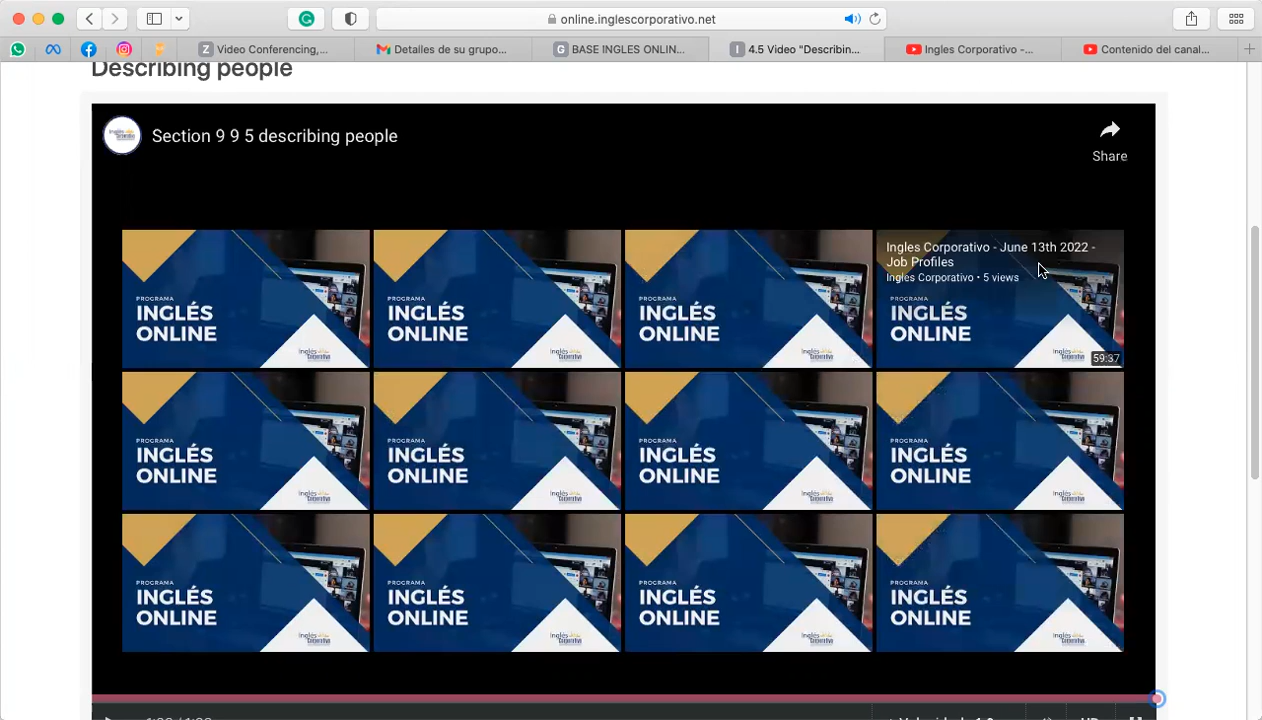 online.inglescorporativo.net
Video Conferencing,...
Detalles de su grupo...
BASE INGLES ONLIN...
4.5 Video "Describin...
Ingles Corporativo -...
Contenido del canal...
Describing people
Section 9 9 5 describing people
Share
Ingles Corporativo - June 13th 2022 -
Job Profiles
Ingles Corporativo • 5 views
59:37
PROGRAMA
INGLÉS
ONLINE
PROGRAMA
INGLÉS
ONLINE
PROGRAMA
INGLÉS
ONLINE
PROGRAMA
INGLÉS
ONLINE
PROGRAMA
INGLÉS
ONLINE
PROGRAMA
INGLÉS
ONLINE
PROGRAMA
INGLÉS
ONLINE
PROGRAMA
INGLÉS
ONLINE
PROGRAMA
INGLÉS
ONLINE
PROGRAMA
INGLÉS
ONLINE
PROGRAMA
INGLÉS
ONLINE
PROGRAMA
INGLÉS
ONLINE